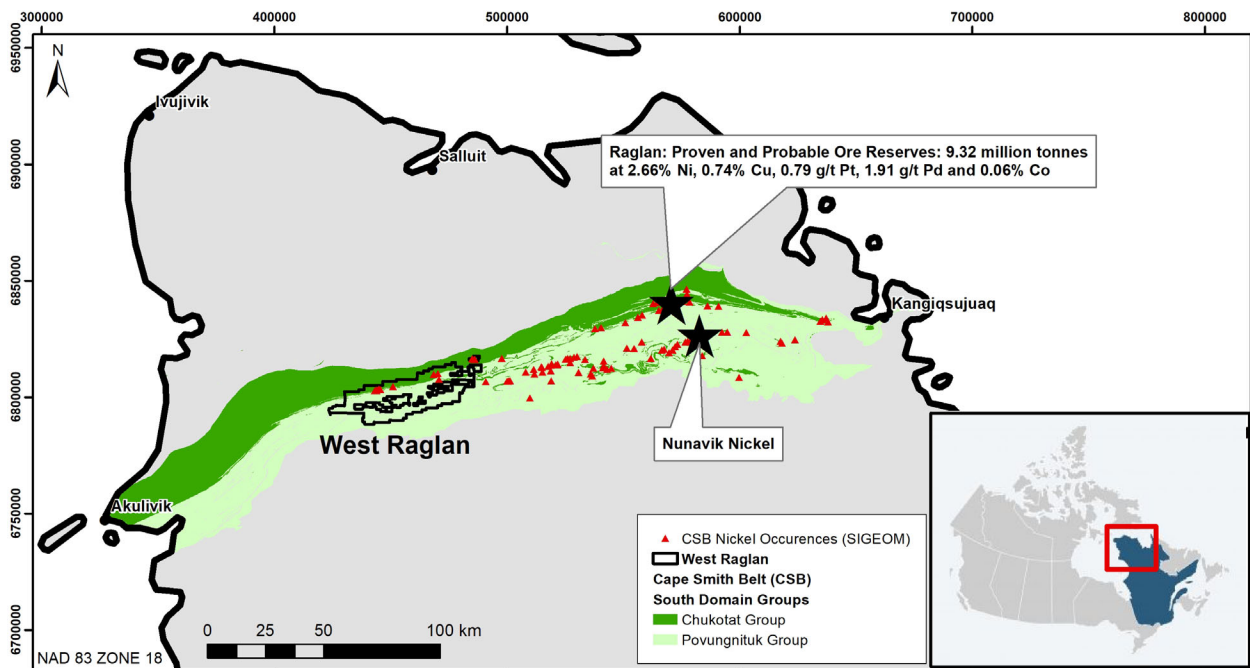 300000 400000 500000 600000 700000 800000
6950000
N
Ivujivik
6900000
Salluit
Raglan: Proven and Probable Ore Reserves: 9.32 million tonnes
at 2.66% Ni, 0.74% Cu, 0.79 g/t Pt, 1.91 g/t Pd and 0.06% Co
6850000
Kangiqsujuaq
6800000
West Raglan
Nunavik Nickel
Akulivik
6750000
CSB Nickel Occurences (SIGEOM)
West Raglan
Cape Smith Belt (CSB)
South Domain Groups
Chukotat Group
Povungnituk Group
6700000
0 25 50 100 km
NAD 83 ZONE 18